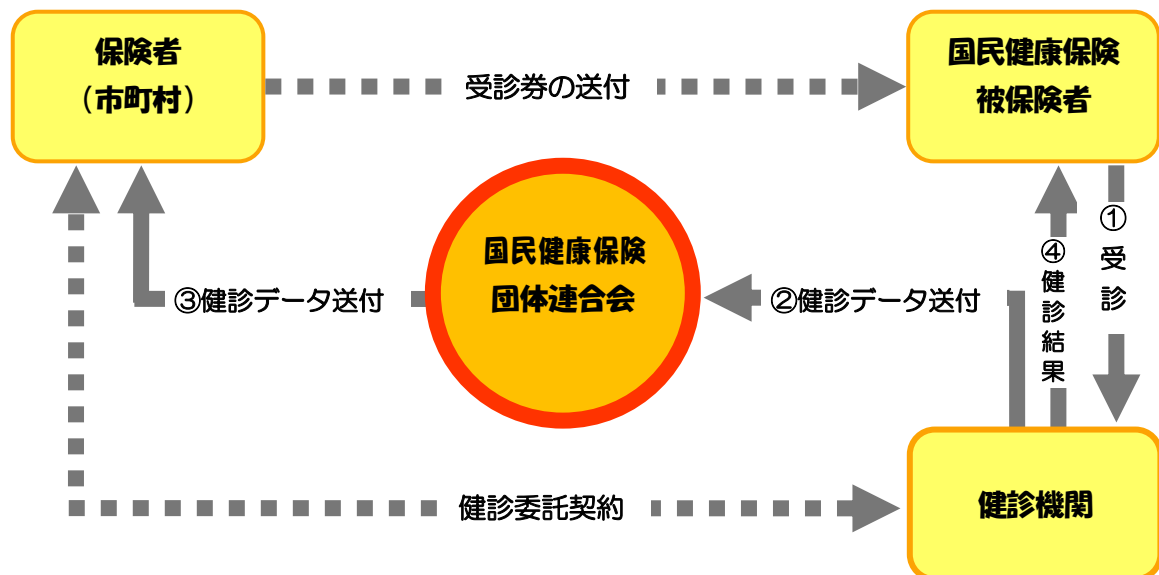 保険者
（市町村）
受診券の送付
国民健康保険
被保険者
国民健康保険
団体連合会
③健診データ送付
②健診データ送付
④健診結果
①受診
健診委託契約
健診機関